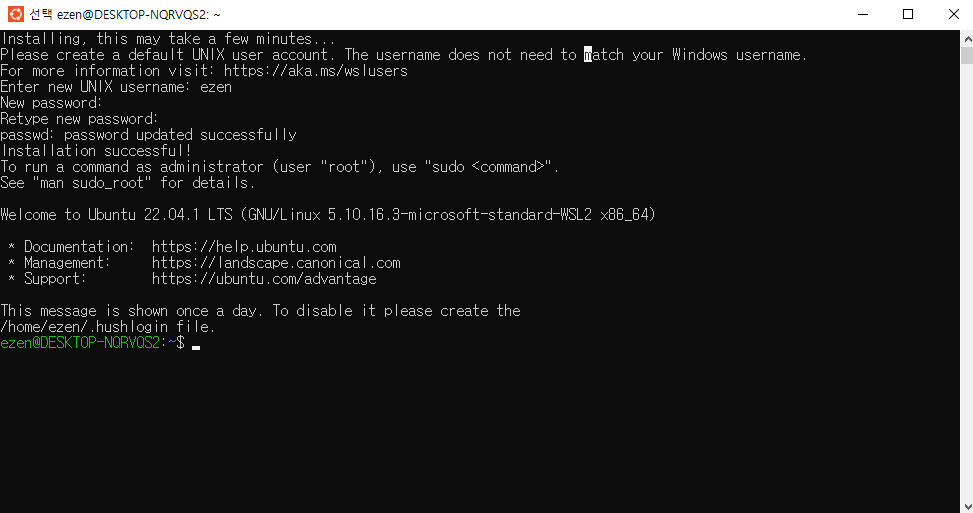 선택 ezen@DESKTOP-NQRVQS2: ~
Installing, this may take a few minutes...
Please create a default UNIX user account. The username does not need to match your Windows username.
For more information visit: https://aka.ms/wslusers
Enter new UNIX username: ezen
New password:
Retype new password:
passwd: password updated successfully
Installation successful!
To run a command as administrator (user "root"), use "sudo <command>".
See "man sudo_root" for details.

Welcome to Ubuntu 22.04.1 LTS (GNU/Linux 5.10.16.3-microsoft-standard-WSL2 x86_64)

 * Documentation:  https://help.ubuntu.com
 * Management:     https://landscape.canonical.com
 * Support:        https://ubuntu.com/advantage

This message is shown once a day. To disable it please create the
/home/ezen/.hushlogin file.
ezen@DESKTOP-NQRVQS2:~$